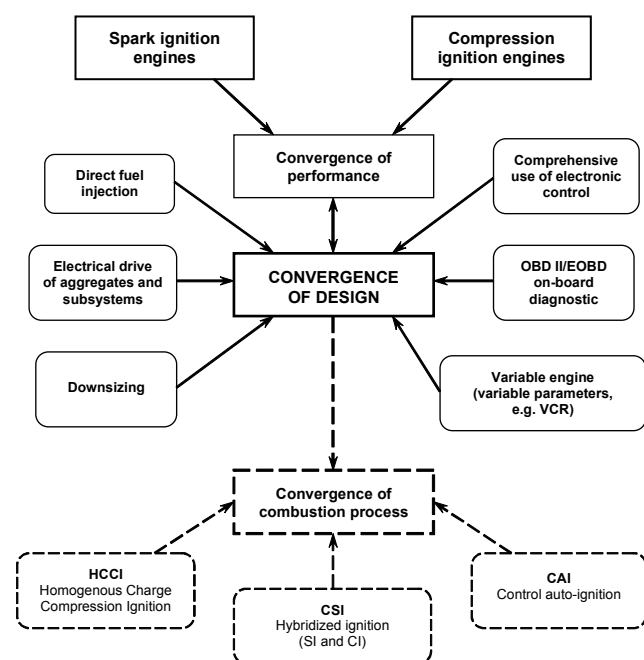 Spark ignition
engines
Compression
ignition engines
Convergence of
performance
Direct fuel
injection
Comprehensive
use of electronic
control
Electrical drive
of aggregates and
subsystems
CONVERGENCE
OF DESIGN
OBD II/EOBD
on-board
diagnostic
Downsizing
Variable engine
(variable parameters,
e.g. VCR)
Convergence of
combustion process
HCCI
Homogenous Charge
Compression Ignition
CSI
Hybridized ignition
(SI and CI)
CAI
Control auto-ignition